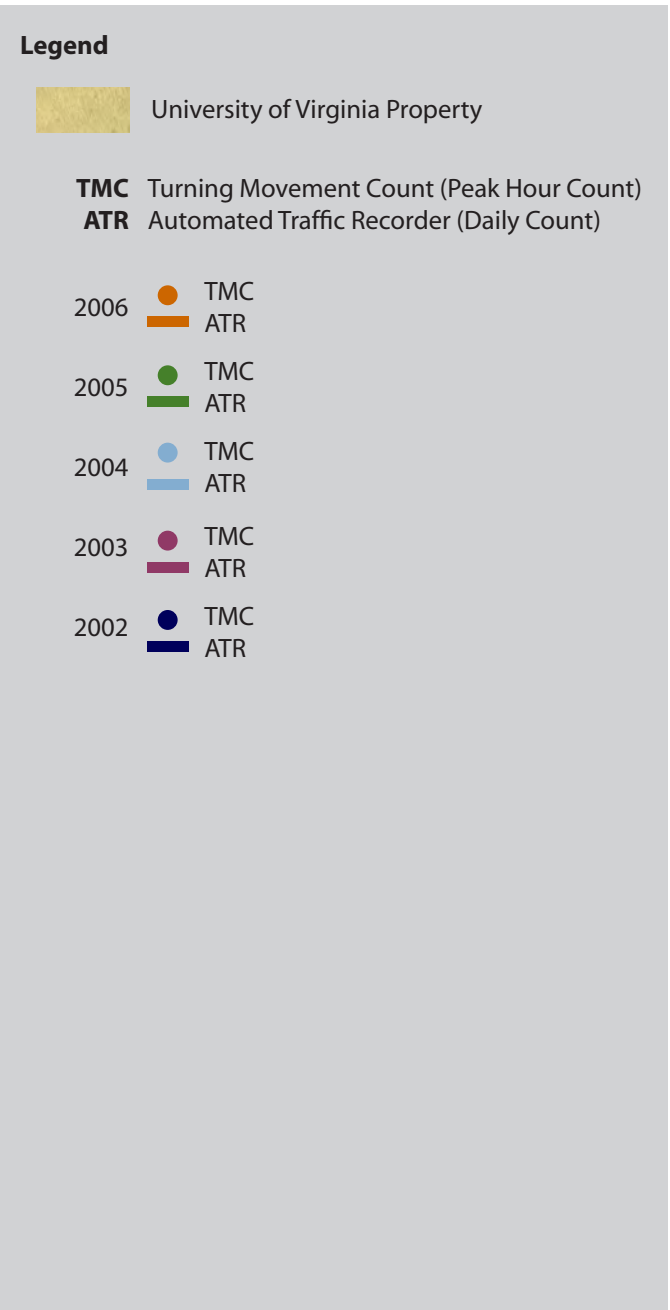 Legend
University of Virginia Property
TMC Turning Movement Count (Peak Hour Count)
ATR Automated Traffic Recorder (Daily Count)
2006 TMC
ATR
2005 TMC
ATR
2004 TMC
ATR
2003 TMC
ATR
2002 TMC
ATR